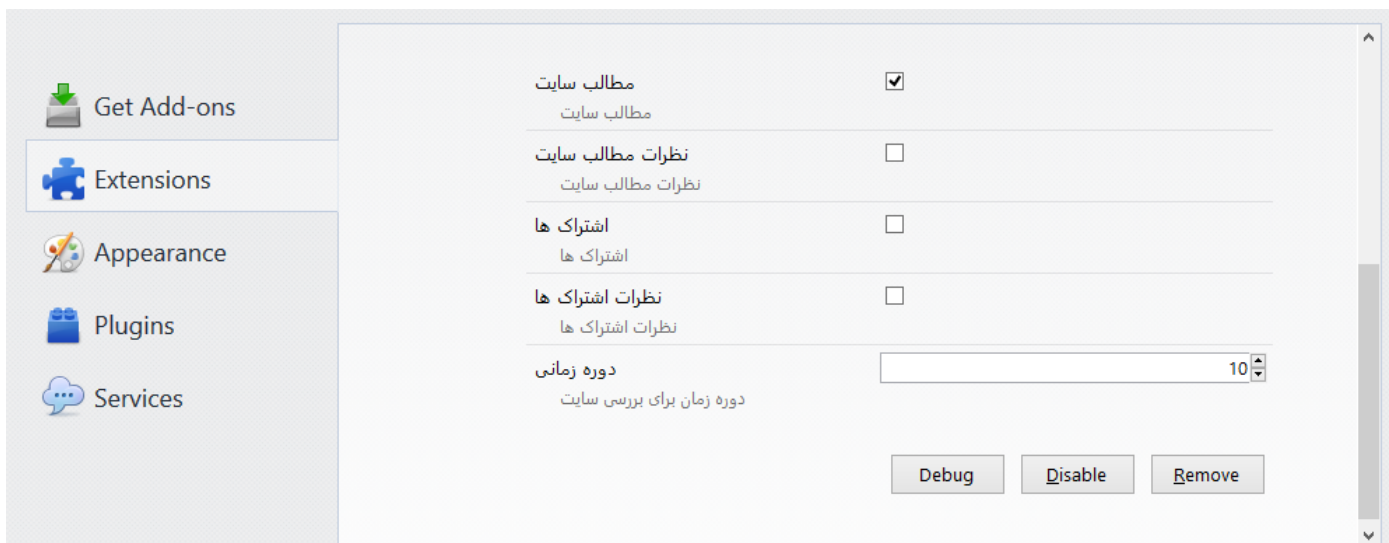 Get Add-ons
Extensions
Appearance
Plugins
Services
مطالب سایت
مطالب سایت
نظرات مطالب سایت
نظرات مطالب سایت
اشتراک ها
اشتراک ها
نظرات اشتراک ها
نظرات اشتراک ها
دوره زمانی
10
دوره زمان برای بررسی سایت
Debug
Disable
Remove